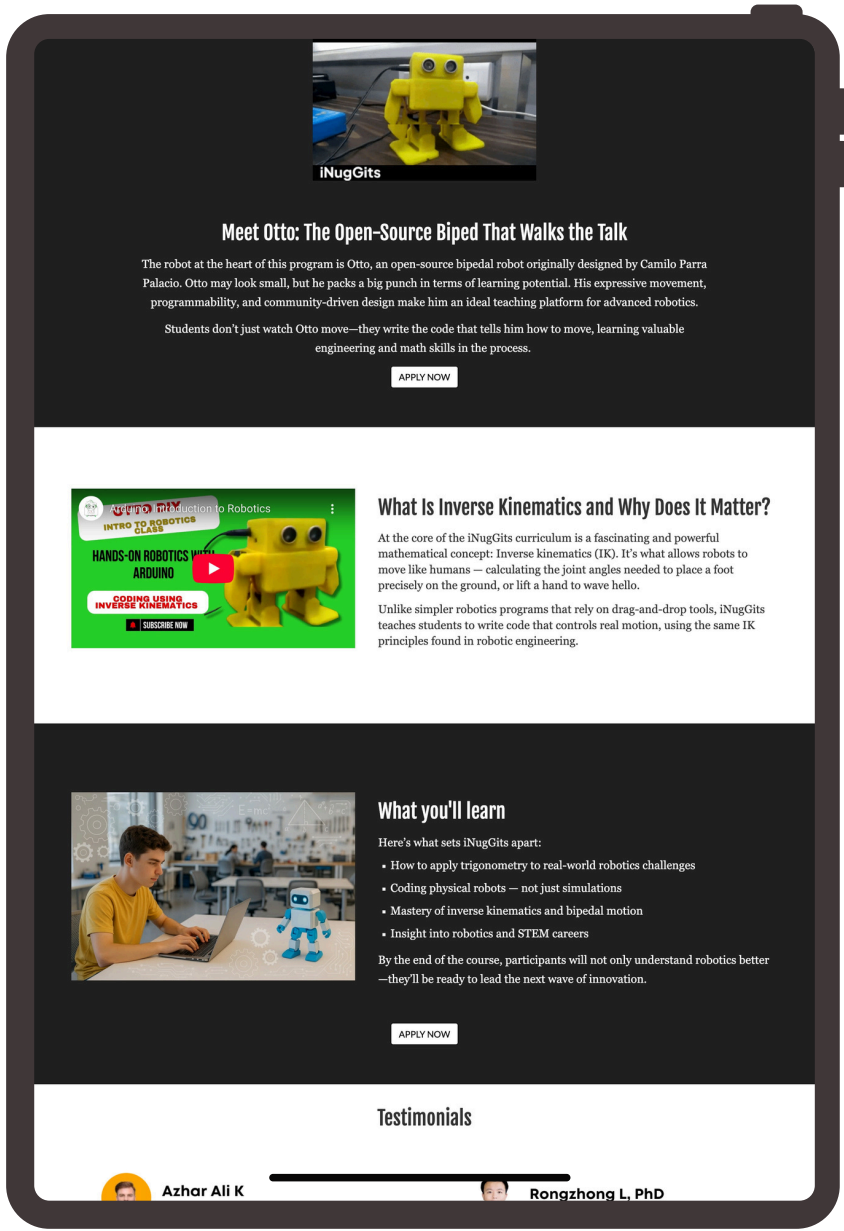 iNugGits
Meet Otto: The Open-Source Biped That Walks the Talk
The robot at the heart of this program is Otto, an open-source bipedal robot originally designed by Camilo Parra
Palacio. Otto may look small, but he packs a big punch in terms of learning potential. His expressive movement,
programmability, and community-driven design make him an ideal teaching platform for advanced robotics.
Students don't just watch Otto move—they write the code that tells him how to move, learning valuable
engineering and math skills in the process.
APPLY NOW
OTTO DIY
Arduino, Introduction to Robotics
INTRO TO ROBOTICS
CLASS
HANDS-ON ROBOTICS WITH
ARDUINO
CODING USING
INVERSE KINEMATICS
SUBSCRIBE NOW
What Is Inverse Kinematics and Why Does It Matter?
At the core of the iNugGits curriculum is a fascinating and powerful
mathematical concept: Inverse kinematics (IK). It's what allows robots to
move like humans — calculating the joint angles needed to place a foot
precisely on the ground, or lift a hand to wave hello.
Unlike simpler robotics programs that rely on drag-and-drop tools, iNugGits
teaches students to write code that controls real motion, using the same IK
principles found in robotic engineering.
What you'll learn
Here's what sets iNugGits apart:
▪ How to apply trigonometry to real-world robotics challenges
▪ Coding physical robots — not just simulations
▪ Mastery of inverse kinematics and bipedal motion
▪ Insight into robotics and STEM careers
By the end of the course, participants will not only understand robotics better
—they'll be ready to lead the next wave of innovation.
APPLY NOW
Testimonials
Azhar Ali K
Rongzhong L, PhD